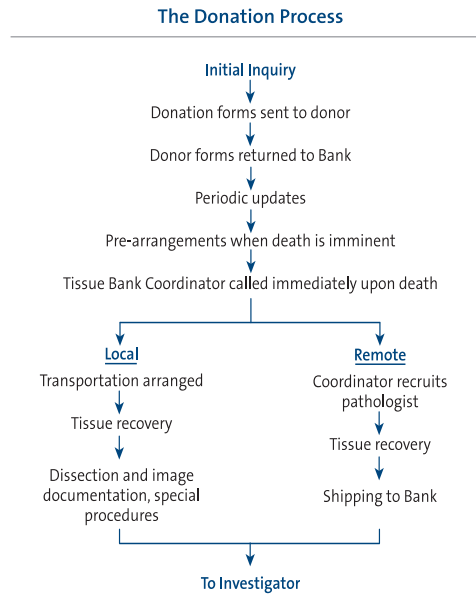 The Donation Process
Initial Inquiry
Donation forms sent to donor
Donor forms returned to Bank
Periodic updates
Pre-arrangements when death is imminent
Tissue Bank Coordinator called immediately upon death
Local
Transportation arranged
Tissue recovery
Dissection and image
documentation, special
procedures
Remote
Coordinator recruits
pathologist
Tissue recovery
Shipping to Bank
To Investigator